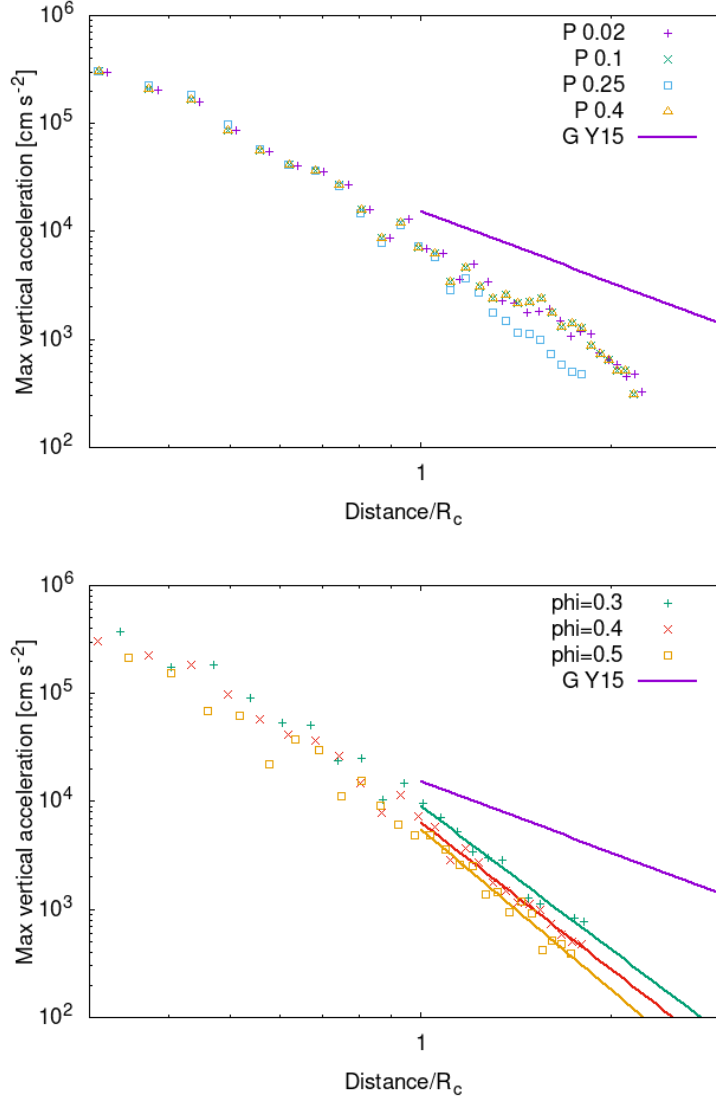 10^6
10^5
10^4
10^3
10^2
Max vertical acceleration [cm s^-2]
P 0.02
P 0.1
P 0.25
P 0.4
G Y15
1
Distance/R_c
10^6
10^5
10^4
10^3
10^2
Max vertical acceleration [cm s^-2]
phi=0.3
phi=0.4
phi=0.5
G Y15
1
Distance/R_c